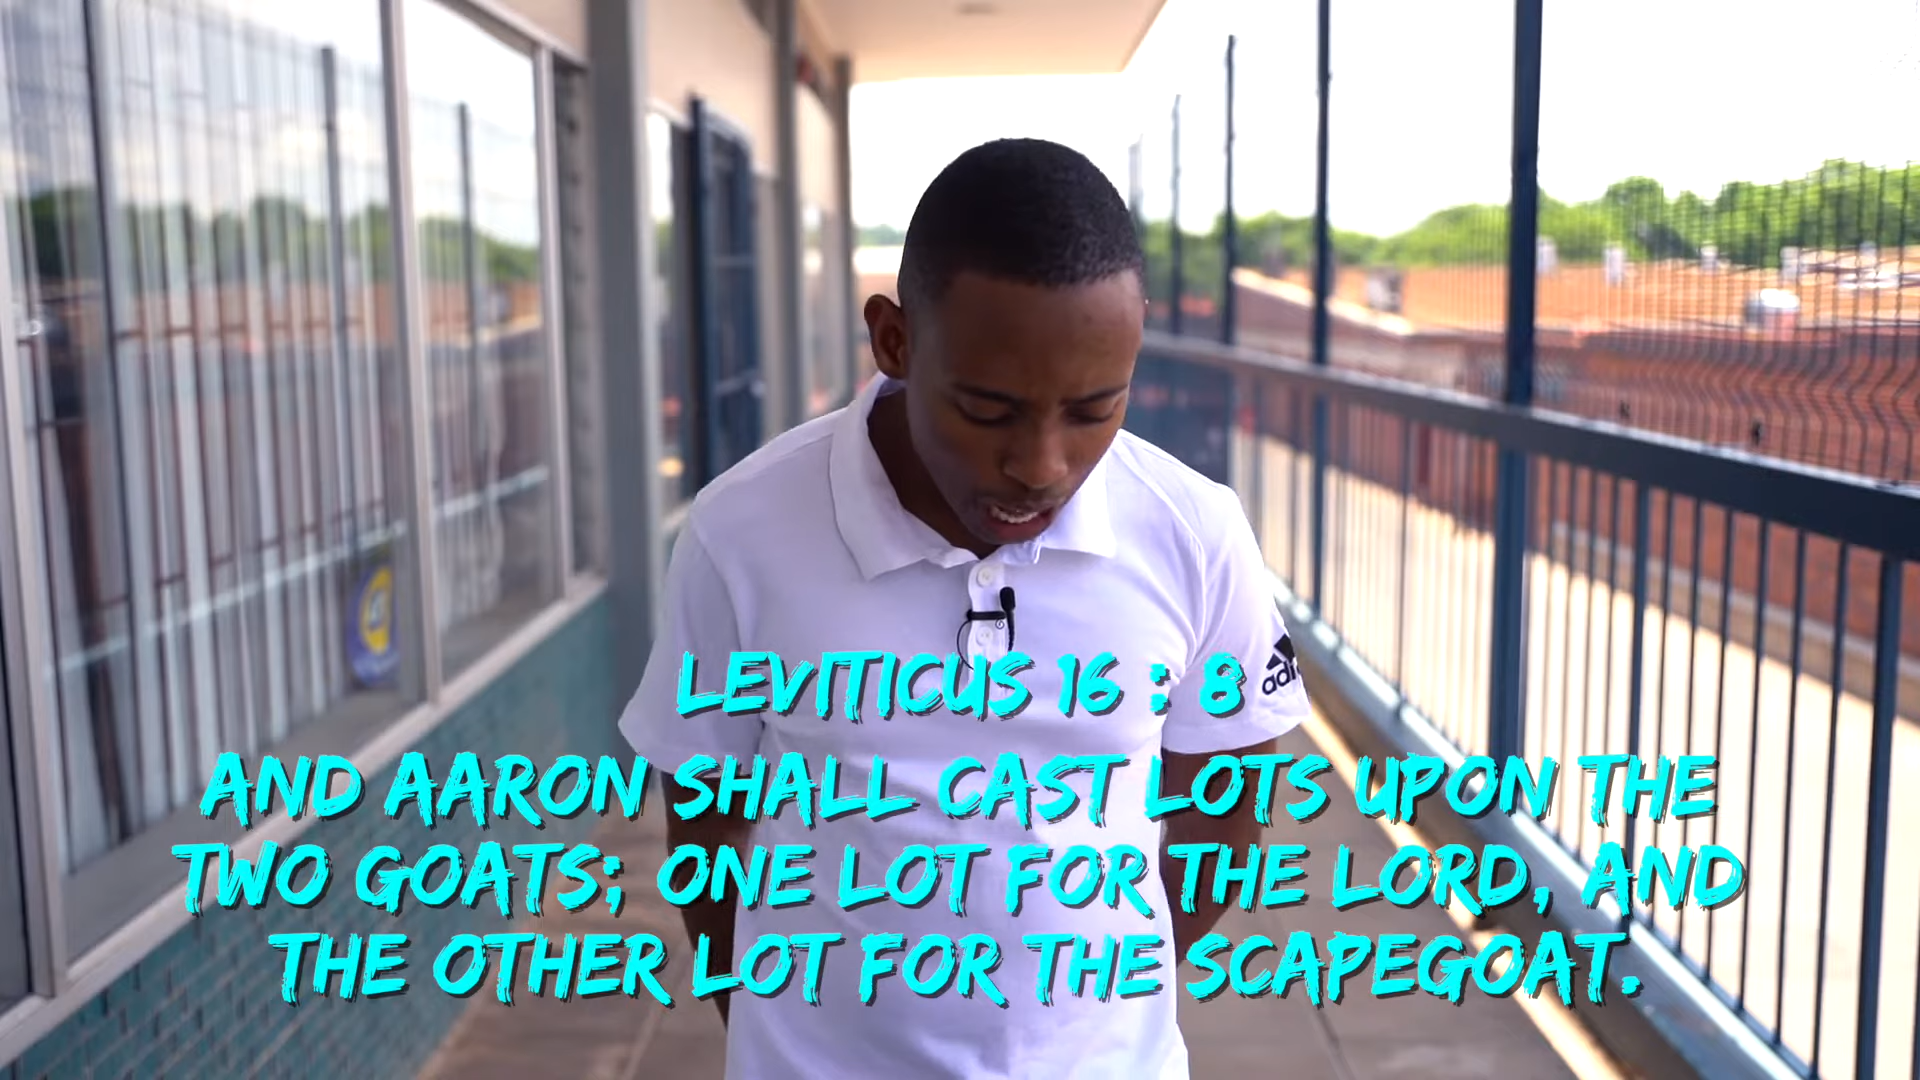 adi
LEVITICUS 16 : 8
AND AARON SHALL CAST LOTS UPON THE
TWO GOATS; ONE LOT FOR THE LORD, AND
THE OTHER LOT FOR THE SCAPEGOAT.